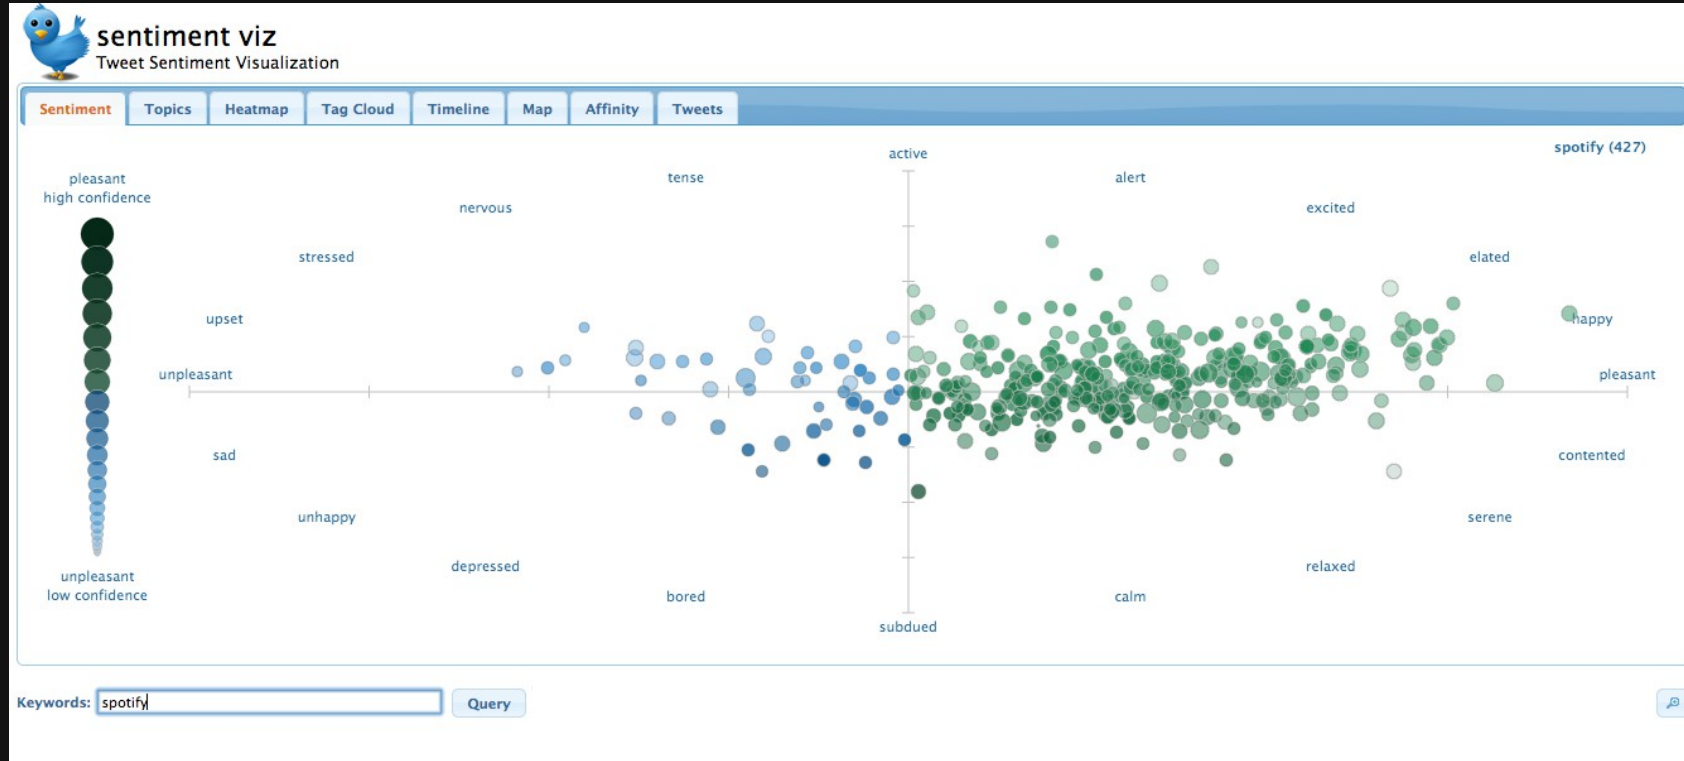 sentiment viz
Tweet Sentiment Visualization
Sentiment Topics Heatmap Tag Cloud Timeline Map Affinity Tweets
spotify (427)
active
tense
alert
pleasant
high confidence
nervous
excited
stressed
elated
upset
happy
unpleasant
pleasant
sad
contented
unhappy
serene
depressed
relaxed
unpleasant
low confidence
bored
calm
subdued
Keywords: spotify Query